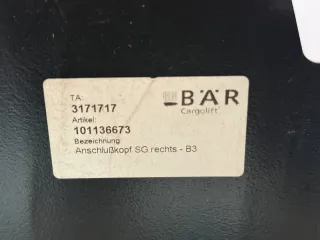 TA:
3171717
Artikel:
101136673
Bezeichnung:
Anschlußkopf SG rechts - B3
BÄR
Cargolift